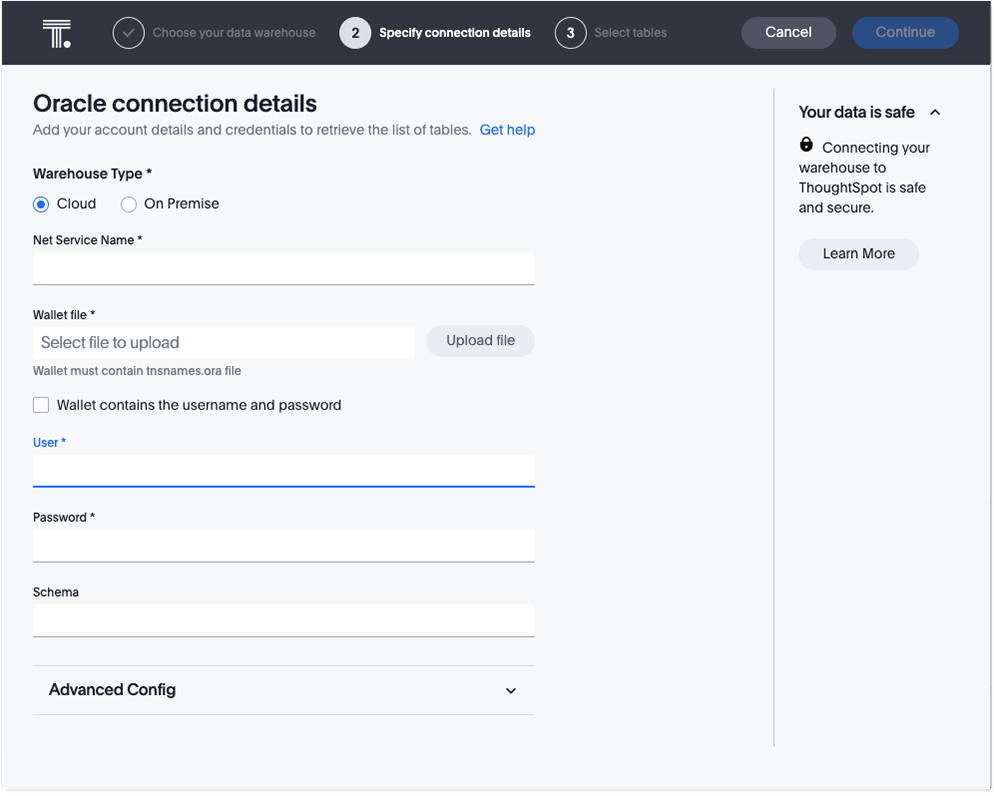 T. Choose your data warehouse 2 Specify connection details 3 Select tables Cancel Continue
Oracle connection details
Add your account details and credentials to retrieve the list of tables. Get help
Warehouse Type *
Cloud On Premise
Net Service Name *
Wallet file *
Select file to upload Upload file
Wallet must contain tnsnames.ora file
Wallet contains the username and password
User *
Password *
Schema
Advanced Config
Your data is safe
Connecting your
warehouse to
ThoughtSpot is safe
and secure.
Learn More